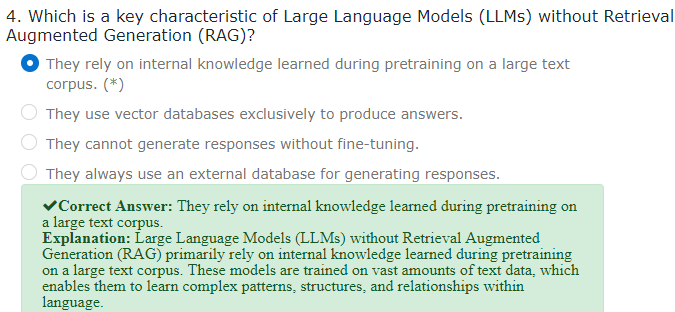 4. Which is a key characteristic of Large Language Models (LLMs) without Retrieval
Augmented Generation (RAG)?
They rely on internal knowledge learned during pretraining on a large text
corpus. (*)
They use vector databases exclusively to produce answers.
They cannot generate responses without fine-tuning.
They always use an external database for generating responses.
✔Correct Answer: They rely on internal knowledge learned during pretraining on
a large text corpus.
Explanation: Large Language Models (LLMs) without Retrieval Augmented
Generation (RAG) primarily rely on internal knowledge learned during pretraining
on a large text corpus. These models are trained on vast amounts of text data, which
enables them to learn complex patterns, structures, and relationships within
language.